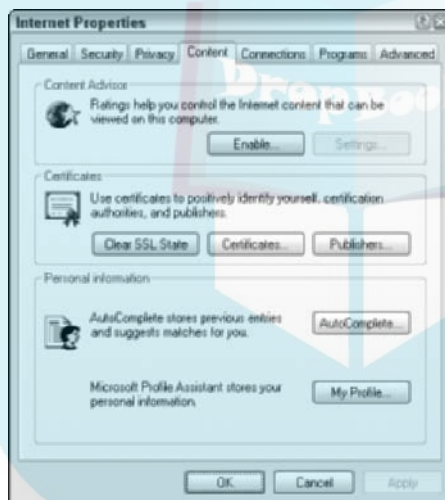 Internet Properties
General Security Privacy Content Connections Programs Advanced
Content Advisor
Ratings help you control the Internet content that can be
viewed on this computer.
Enable... Settings...
Certificates
Use certificates to positively identify yourself, certification
authorities, and publishers.
Clear SSL State Certificates... Publishers...
Personal information
AutoComplete stores previous entries
and suggests matches for you.
AutoComplete...
Microsoft Profile Assistant stores your
personal information.
My Profile...
OK Cancel Apply